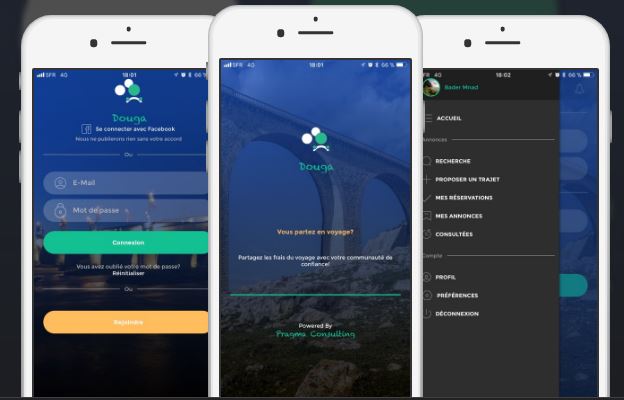 SFR 4G 18:01 66 %
Douga
Se connecter avec Facebook
Nous ne publierons rien sans votre accord
Ou
E-Mail
Mot de passe
Connexion
Vous avez oublié votre mot de passe?
Réinitialiser
Ou
Rejoindre
SFR 4G 18:01 66 %
Douga
Vous partez en voyage?
Partagez les frais du voyage avec votre communauté de
confiance!
Powered By
Pragma Consulting
FR 4G 18:02 66 %
Bader Mnad
ACCUEIL
Annonces
RECHERCHE
PROPOSER UN TRAJET
MES RÉSERVATIONS
MES ANNONCES
CONSULTÉES
Compte
PROFIL
PRÉFÉRENCES
DÉCONNEXION